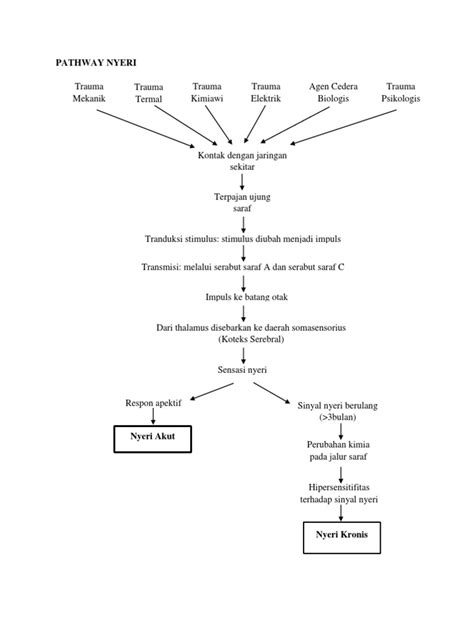 PATHWAY NYERI
Trauma
Mekanik
Trauma
Termal
Trauma
Kimiawi
Trauma
Elektrik
Agen Cedera
Biologis
Trauma
Psikologis
Kontak dengan jaringan
sekitar
Terpajan ujung
saraf
Tranduksi stimulus: stimulus diubah menjadi impuls
Transmisi: melalui serabut saraf A dan serabut saraf C
Impuls ke batang otak
Dari thalamus disebarkan ke daerah somasensorius
(Koteks Serebral)
Sensasi nyeri
Respon apektif
Nyeri Akut
Sinyal nyeri berulang
(>3bulan)
Perubahan kimia
pada jalur saraf
Hipersensitifitas
terhadap sinyal nyeri
Nyeri Kronis